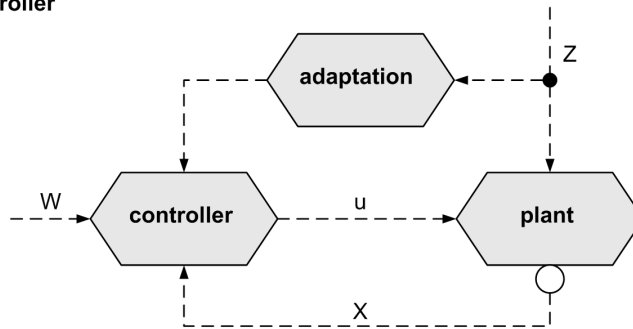 roller
Z
adaptation
W
controller
u
plant
X